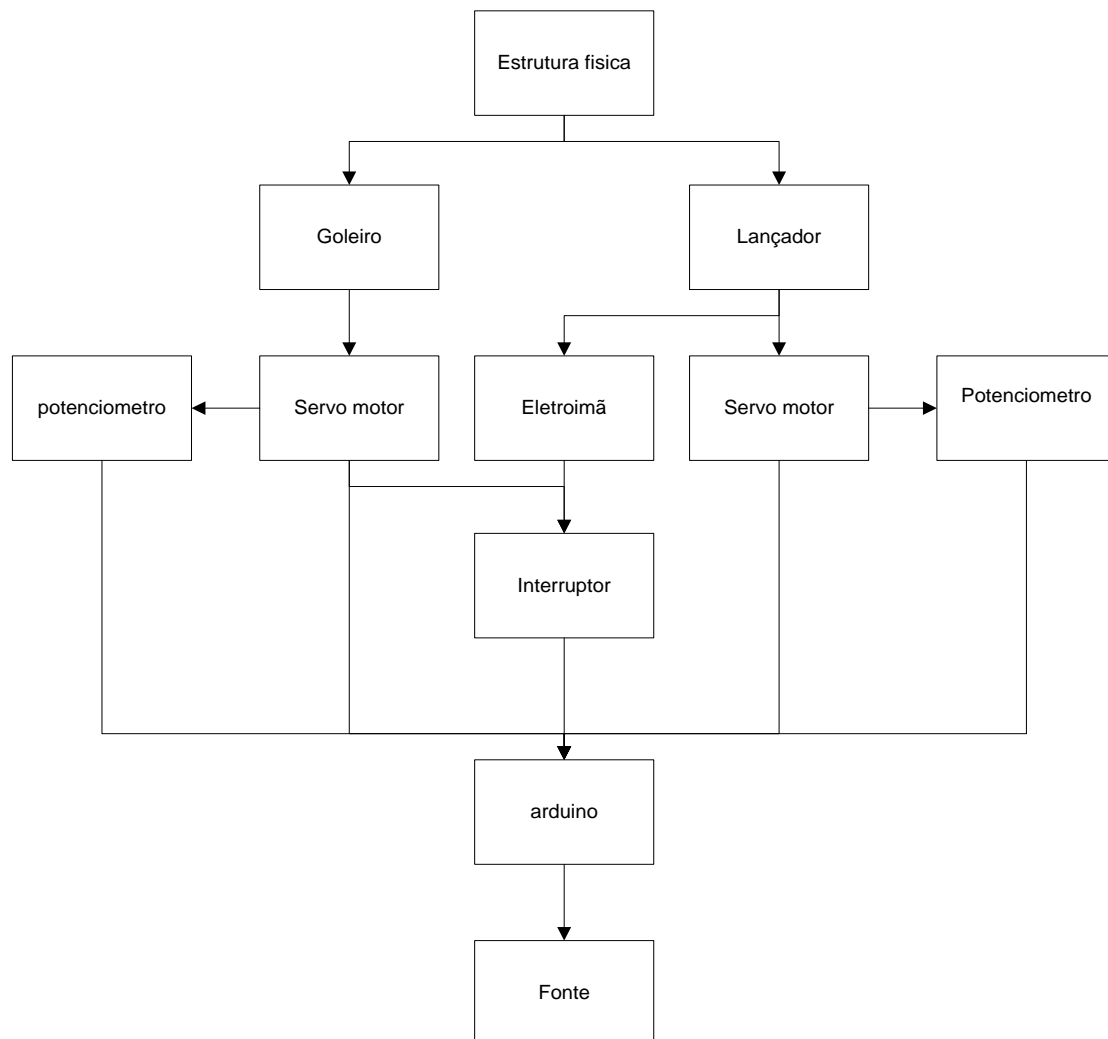 Estrutura fisica
Goleiro
Lançador
potenciometro
Servo motor
Eletroimã
Servo motor
Potenciometro
Interruptor
arduino
Fonte